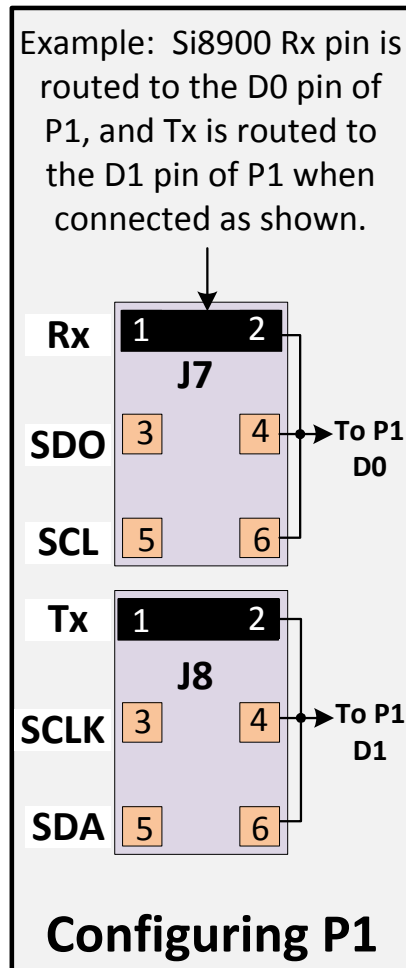 Example: Si8900 Rx pin is
routed to the D0 pin of
P1, and Tx is routed to
the D1 pin of P1 when
connected as shown.
Rx 1 2
J7
SDO 3 4 To P1
D0
SCL 5 6
Tx 1 2
J8
SCLK 3 4 To P1
D1
SDA 5 6
Configuring P1